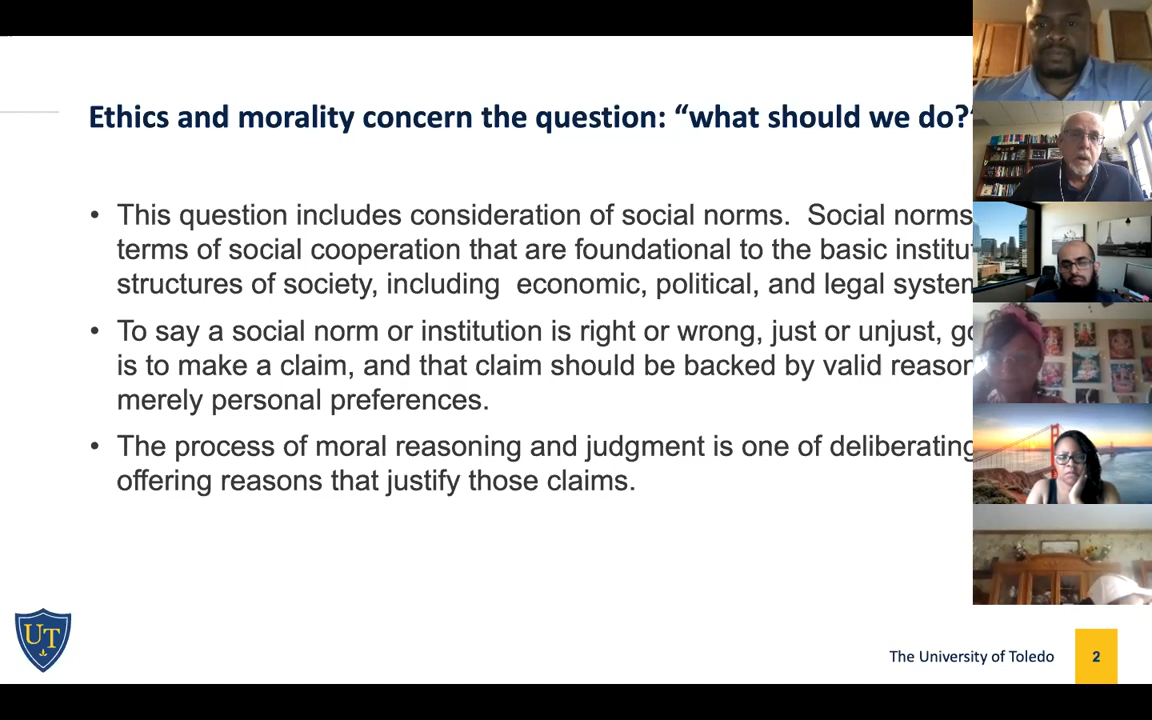 Ethics and morality concern the question: “what should we do?”
• This question includes consideration of social norms.  Social norms
terms of social cooperation that are foundational to the basic institu
structures of society, including  economic, political, and legal system
• To say a social norm or institution is right or wrong, just or unjust, go
is to make a claim, and that claim should be backed by valid reason
merely personal preferences.
• The process of moral reasoning and judgment is one of deliberating
offering reasons that justify those claims.
UT
The University of Toledo
2